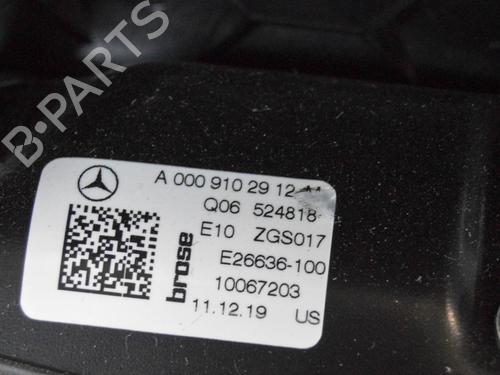 B-PARTS
A 000 910 29 12
Q06 524818
E10 ZGS017
E26636-100
10067203
11.12.19 US
brose